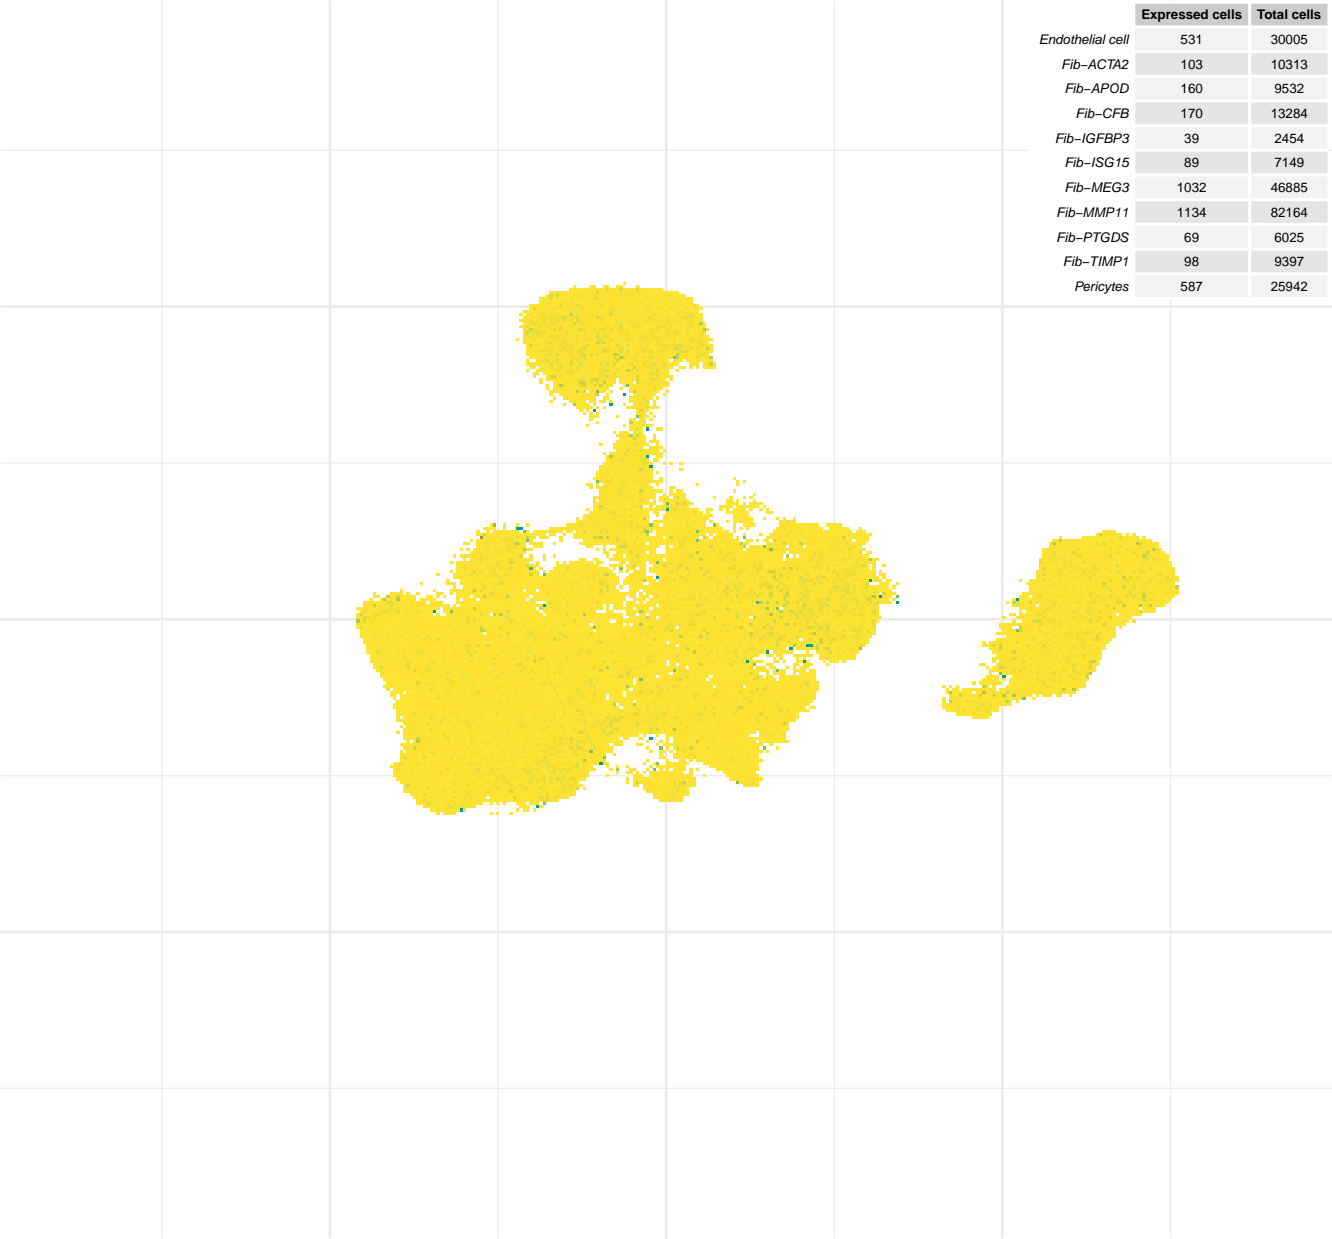 Expressed cells Total cells
Endothelial cell 531 30005
Fib−ACTA2 103 10313
Fib−APOD 160 9532
Fib−CFB 170 13284
Fib−IGFBP3 39 2454
Fib−ISG15 89 7149
Fib−MEG3 1032 46885
Fib−MMP11 1134 82164
Fib−PTGDS 69 6025
Fib−TIMP1 98 9397
Pericytes 587 25942